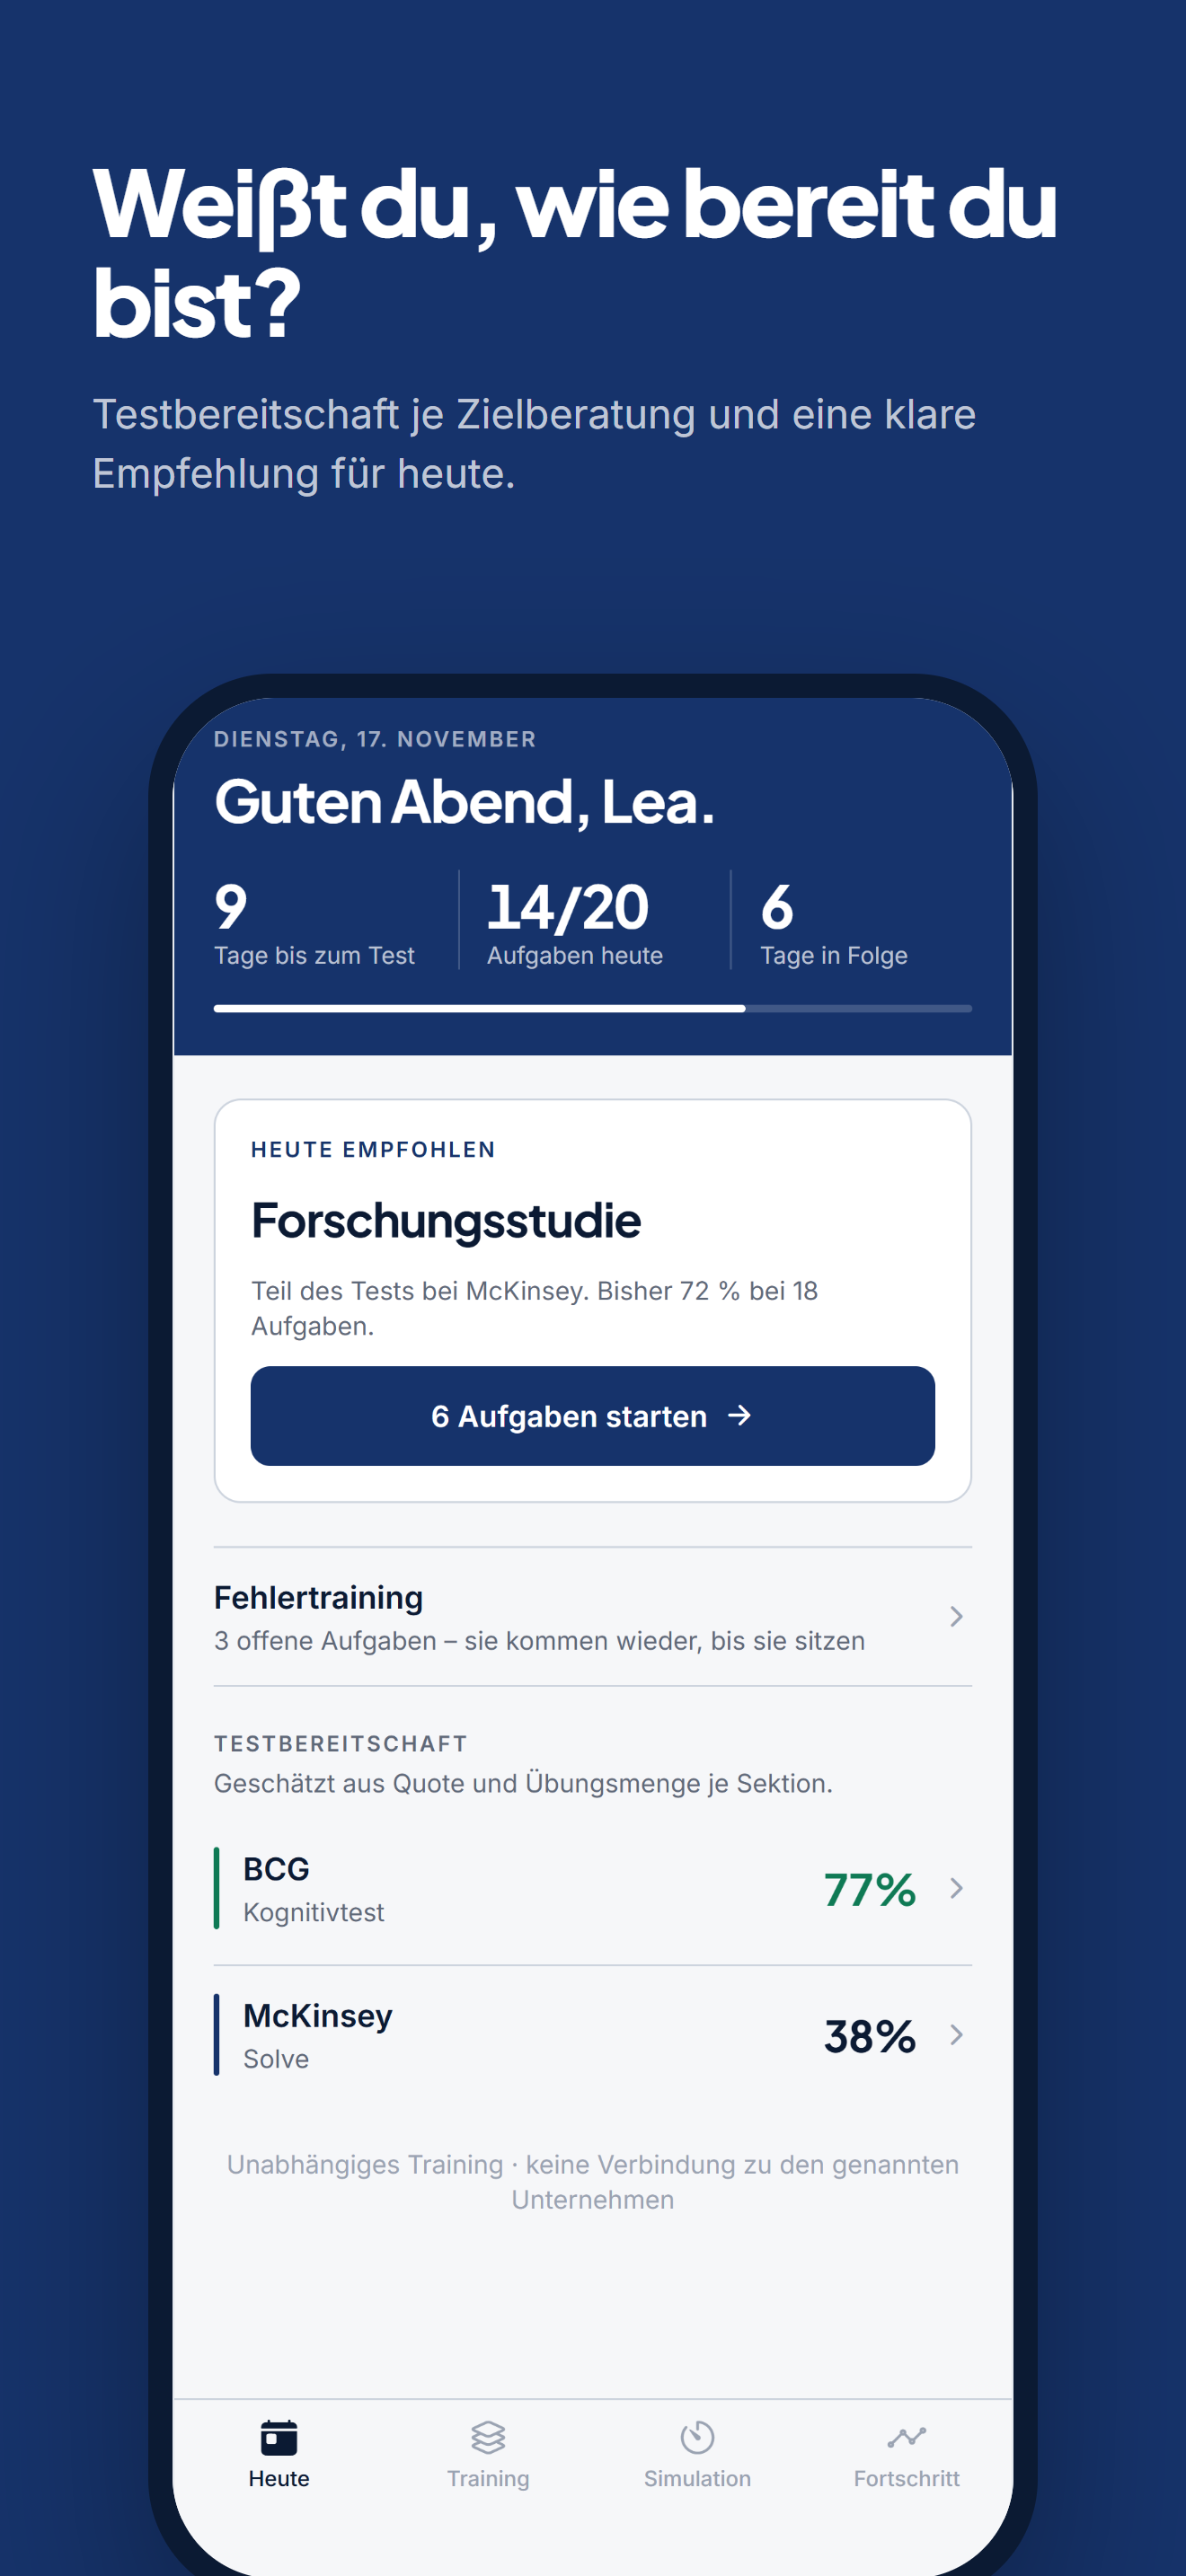 Weißt du, wie bereit du
bist?
Testbereitschaft je Zielberatung und eine klare
Empfehlung für heute.
DIENSTAG, 17. NOVEMBER
Guten Abend, Lea.
9
Tage bis zum Test
14/20
Aufgaben heute
6
Tage in Folge
HEUTE EMPFOHLEN
Forschungsstudie
Teil des Tests bei McKinsey. Bisher 72 % bei 18
Aufgaben.
6 Aufgaben starten →
Fehlertraining
3 offene Aufgaben – sie kommen wieder, bis sie sitzen
TESTBEREITSCHAFT
Geschätzt aus Quote und Übungsmenge je Sektion.
BCG
Kognitivtest
77%
McKinsey
Solve
38%
Unabhängiges Training · keine Verbindung zu den genannten
Unternehmen
Heute
Training
Simulation
Fortschritt